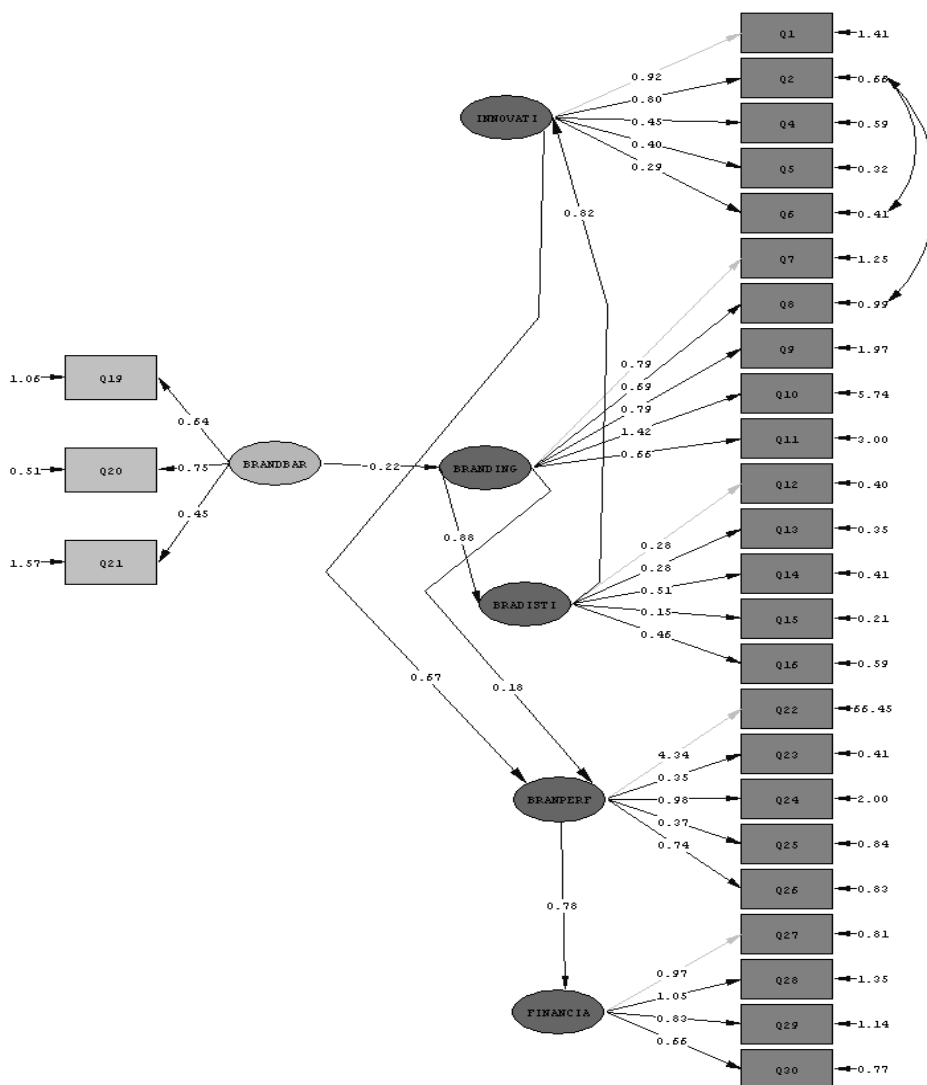 Q1
1.41
0.92
Q2
0.66
INNOVATI
0.80
0.45
Q4
0.59
0.40
Q5
0.32
0.29
Q6
0.41
0.82
Q7
1.25
Q8
0.99
Q9
1.97
0.79
0.69
0.79
Q10
5.74
1.42
0.66
Q11
3.00
1.06
Q19
0.64
0.51
Q20
0.75
BRANDBAR
0.22
BRANDING
0.45
1.57
Q21
0.88
BRADISTI
Q12
0.40
Q13
0.35
0.28
0.28
Q14
0.41
0.51
0.15
Q15
0.21
0.46
Q16
0.59
0.67
0.18
Q22
66.45
BRANPERF
4.34
Q23
0.41
0.35
0.98
Q24
2.00
0.37
Q25
0.84
0.74
Q26
0.83
0.78
Q27
0.81
FINANCIA
0.97
Q28
1.35
1.05
0.83
Q29
1.14
0.66
Q30
0.77